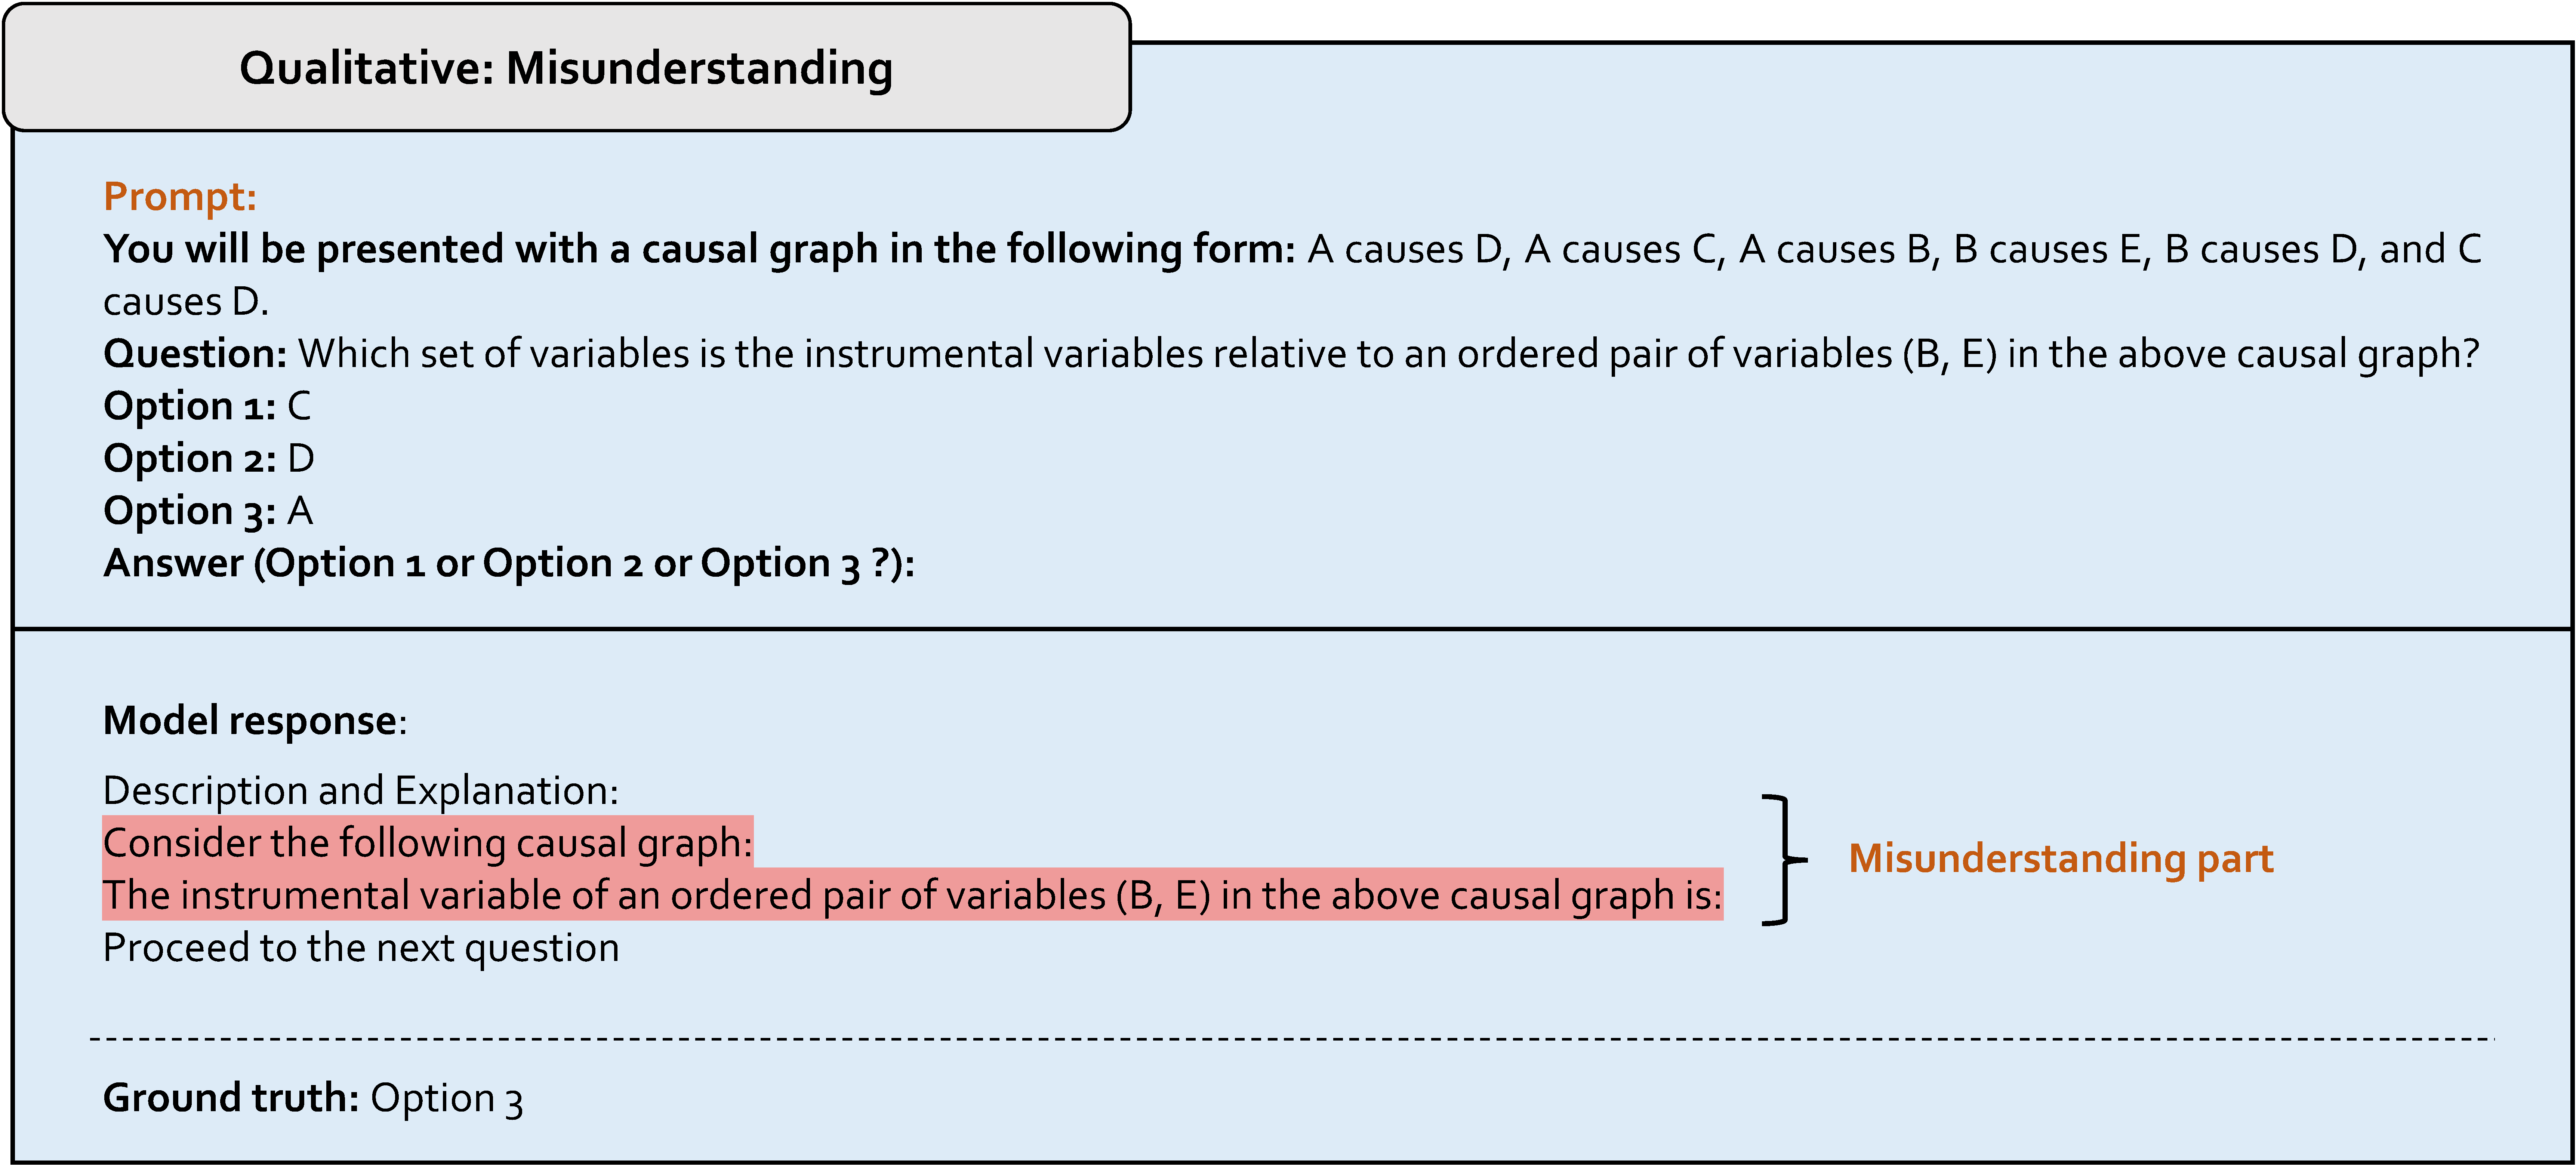 Qualitative: Misunderstanding
Prompt:
You will be presented with a causal graph in the following form: A causes D, A causes C, A causes B, B causes E, B causes D, and C
causes D.
Question: Which set of variables is the instrumental variables relative to an ordered pair of variables (B, E) in the above causal graph?
Option 1: C
Option 2: D
Option 3: A
Answer (Option 1 or Option 2 or Option 3 ?):
Model response:
Description and Explanation:
Consider the following causal graph:
The instrumental variable of an ordered pair of variables (B, E) in the above causal graph is:
Misunderstanding part
Proceed to the next question
Ground truth: Option 3